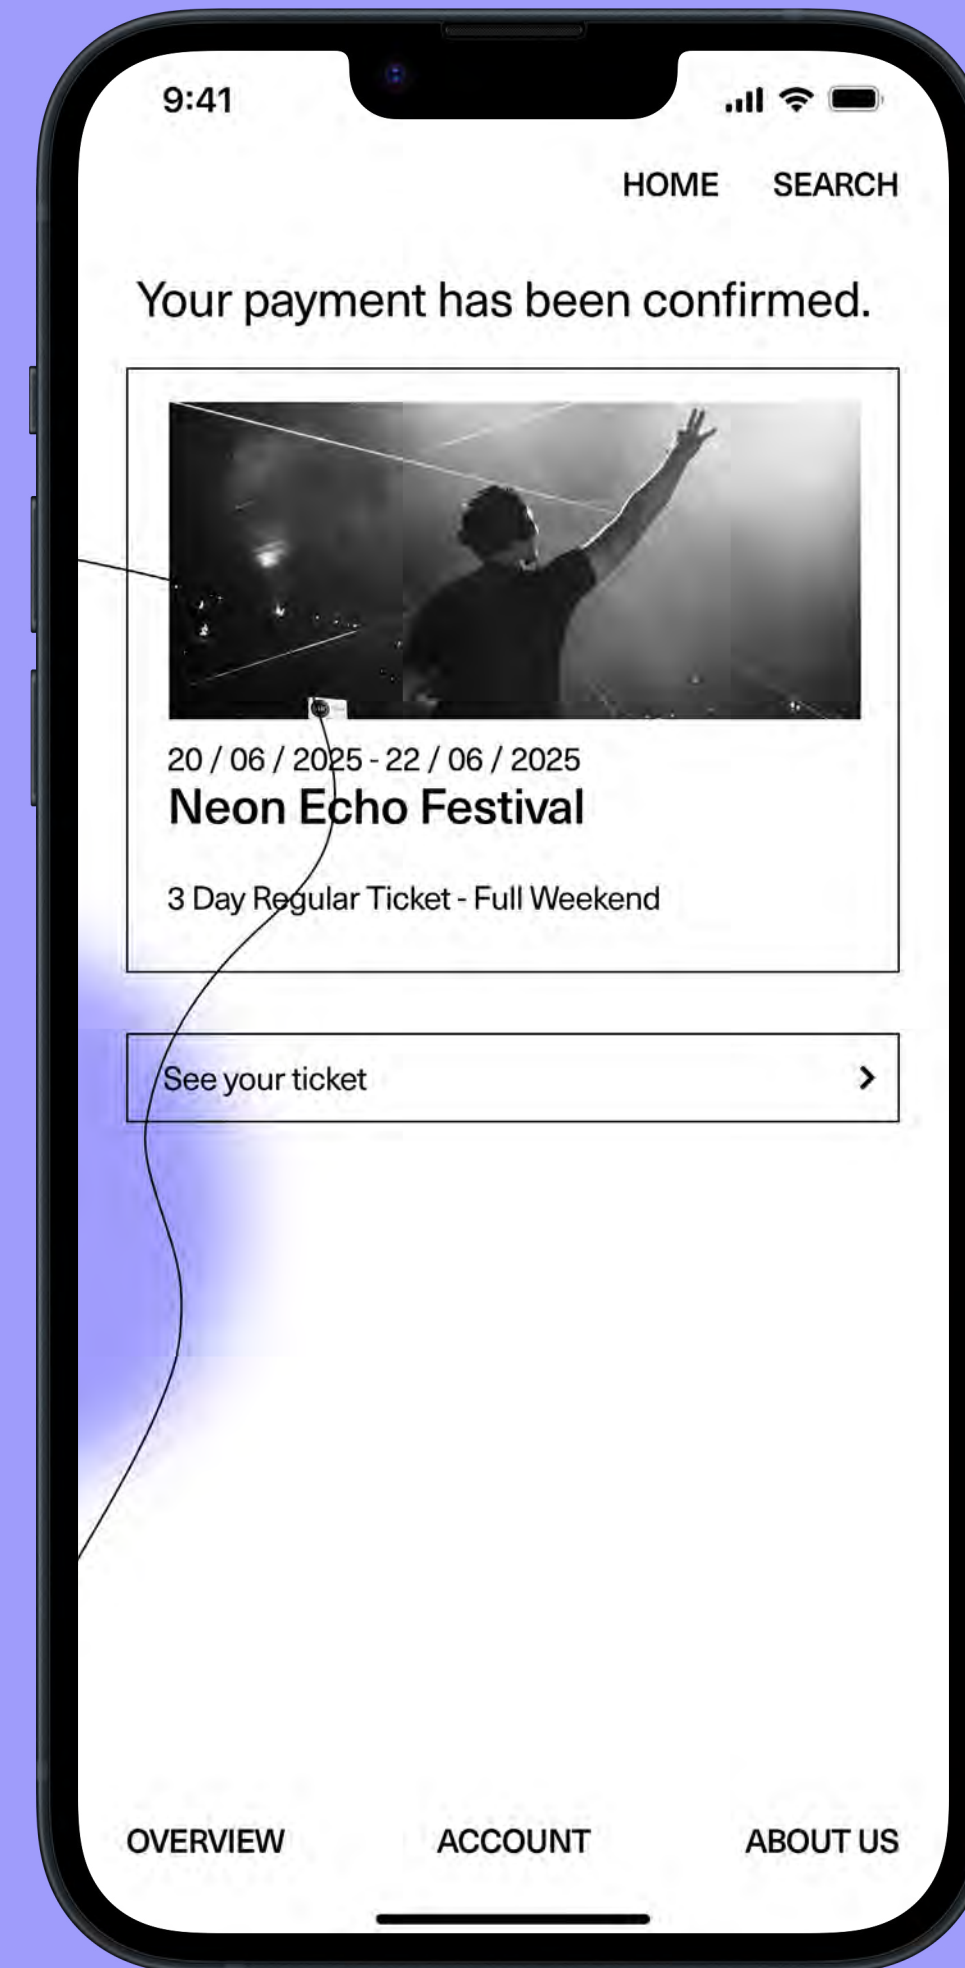 9:41
HOME SEARCH
Your payment has been confirmed.
20 / 06 / 2025 - 22 / 06 / 2025
Neon Echo Festival
3 Day Regular Ticket - Full Weekend
See your ticket
OVERVIEW ACCOUNT ABOUT US